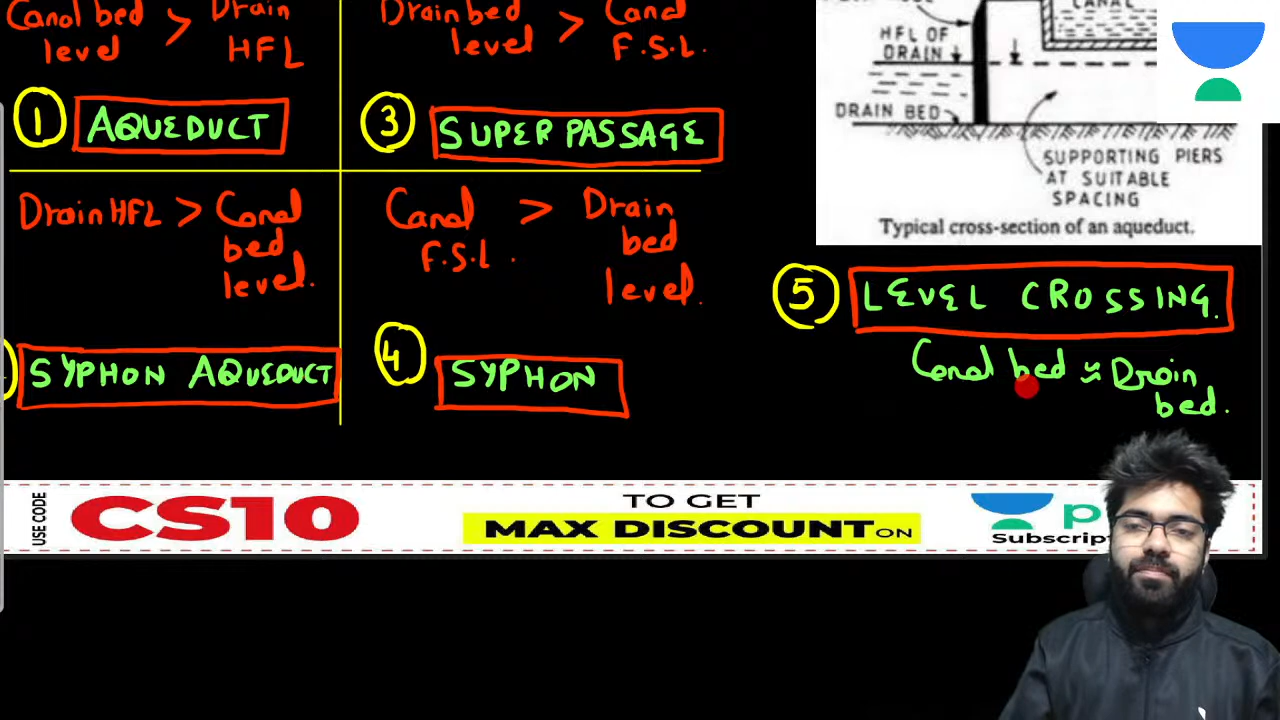 Canal bed level > Drain HFL
Drain bed level > Canal F.S.L.
1 AQUEDUCT
3 SUPER PASSAGE
Drain HFL > Canal bed level.
Canal F.S.L. > Drain bed level.
SYPHON AQUEDUCT
4 SYPHON
CANAL
HFL OF
DRAIN
DRAIN BED
SUPPORTING PIERS
AT SUITABLE
SPACING
Typical cross-section of an aqueduct.
5 LEVEL CROSSING.
Canal bed ≈ Drain bed.
USE CODE
CS10
TO GET
MAX DISCOUNT ON
Subscript